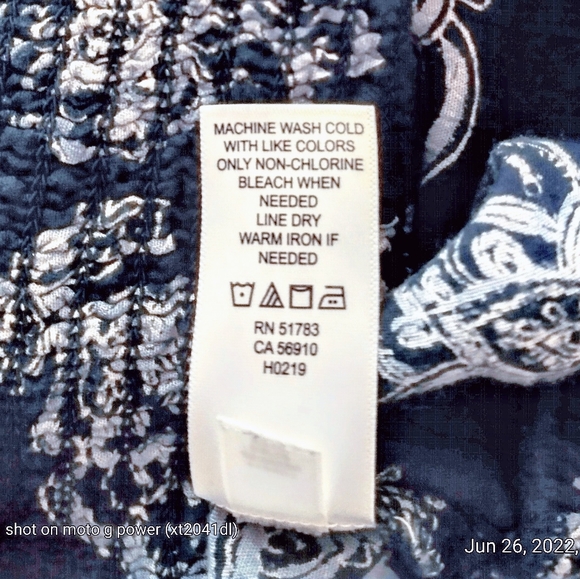 MACHINE WASH COLD
WITH LIKE COLORS
ONLY NON-CHLORINE
BLEACH WHEN
NEEDED
LINE DRY
WARM IRON IF
NEEDED
RN 51783
CA 56910
H0219
shot on moto g power (xt2041dl)
Jun 26, 2022,